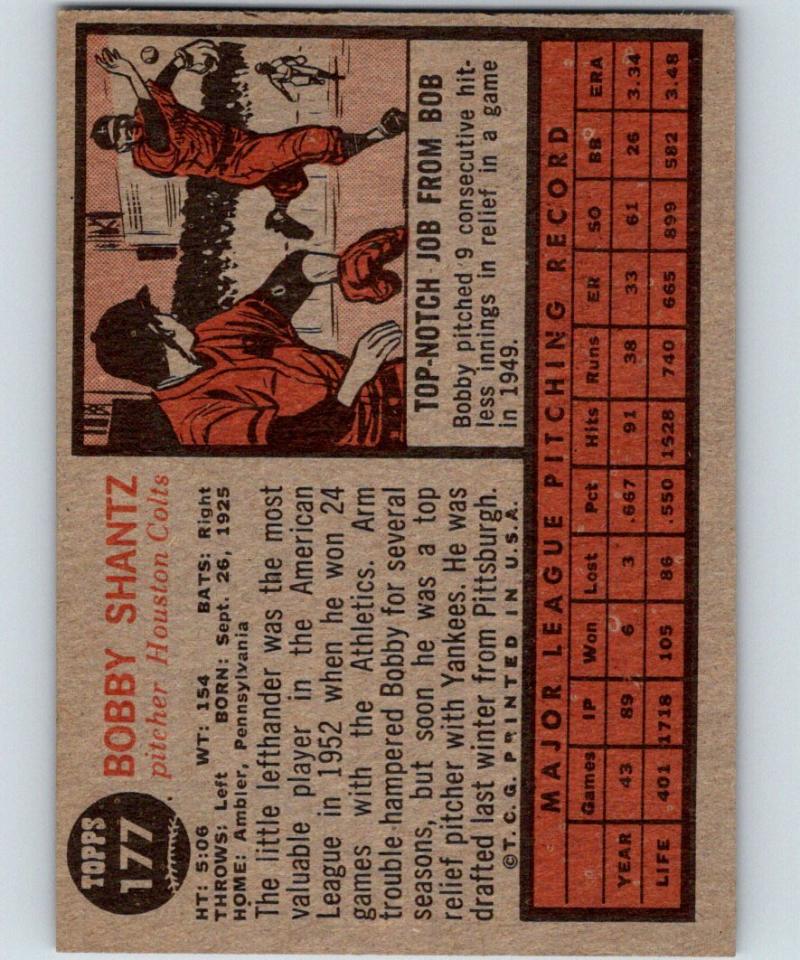 TOPPS
177
BOBBY SHANTZ
pitcher Houston Colts
HT: 5:06 WT: 154 BATS: Right
THROWS: Left BORN: Sept. 26, 1925
HOME: Ambler, Pennsylvania
The little lefthander was the most
valuable player in the American
League in 1952 when he won 24
games with the Athletics. Arm
trouble hampered Bobby for several
seasons, but soon he was a top
relief pitcher with Yankees. He was
drafted last winter from Pittsburgh.
©T.C.G. PRINTED IN U.S.A.
TOP-NOTCH JOB FROM BOB
Bobby pitched 9 consecutive hit-
less innings in relief in a game
in 1949.
MAJOR LEAGUE PITCHING RECORD
Games IP Won Lost Pct Hits Runs ER SO BB ERA
YEAR 43 89 6 3 .667 91 38 33 61 26 3.34
LIFE 401 1718 105 86 .550 1528 740 665 899 582 3.48